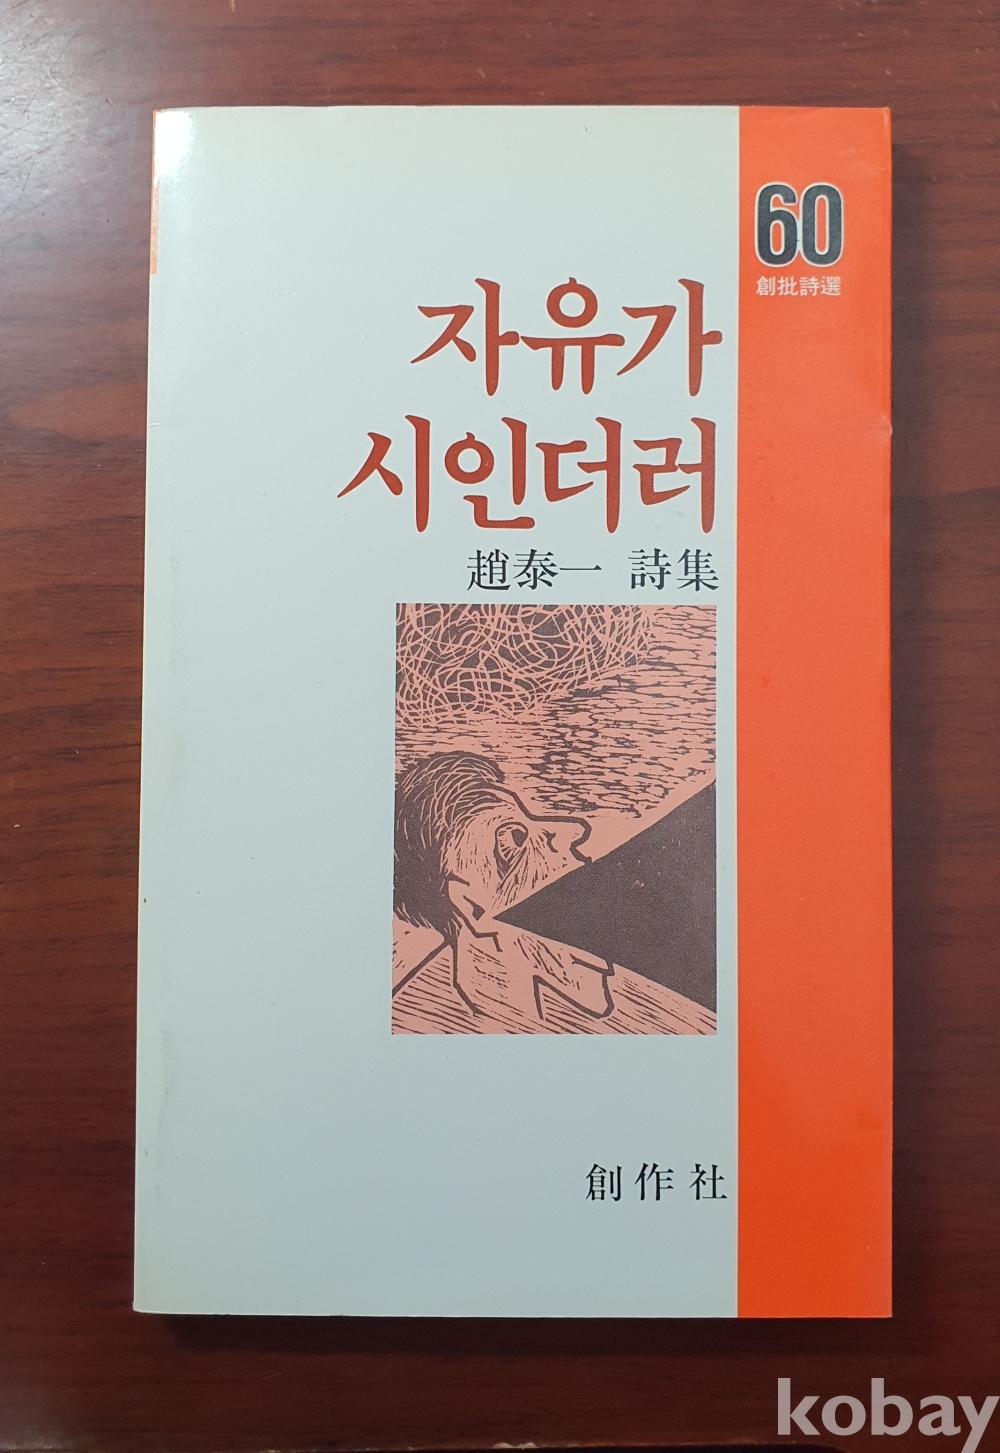 60
創批詩選
자유가
시인더러
趙泰一 詩集
創作社
kobay